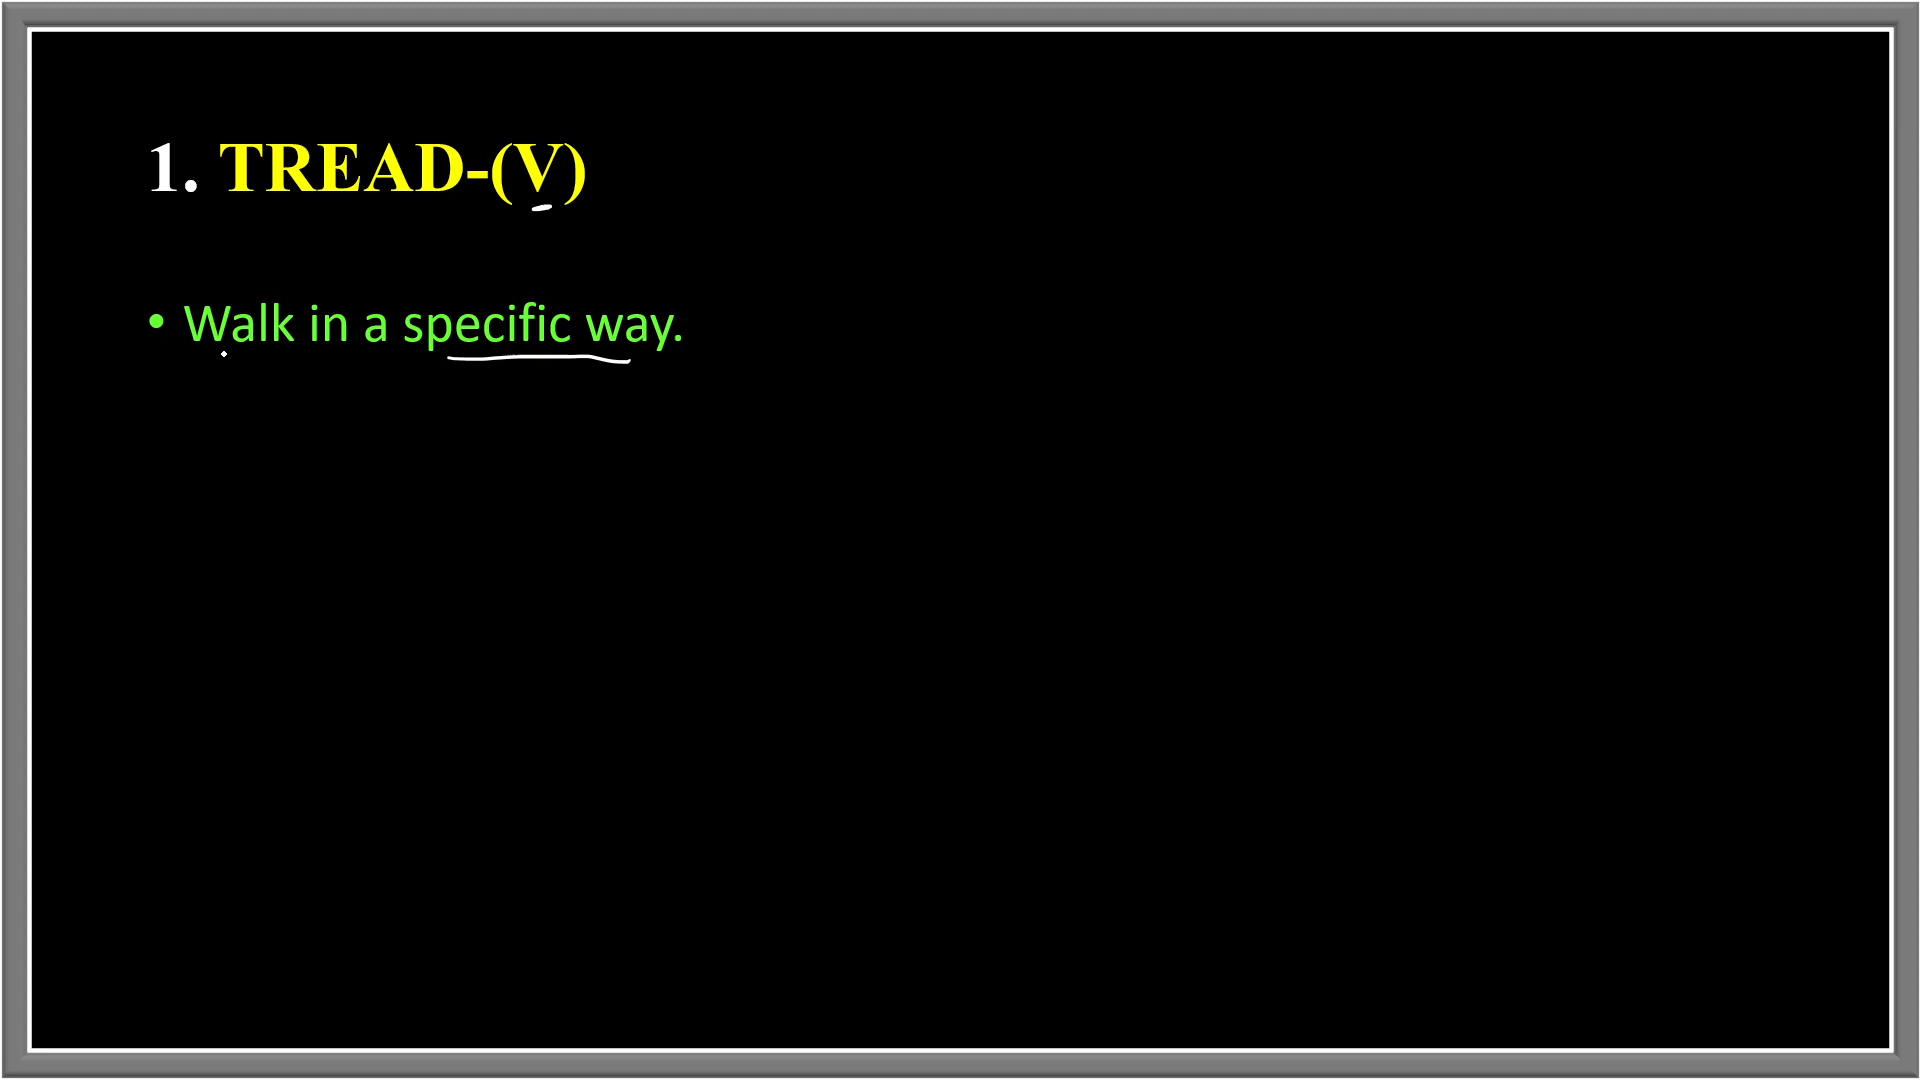 1. TREAD-(V)
• Walk in a specific way.